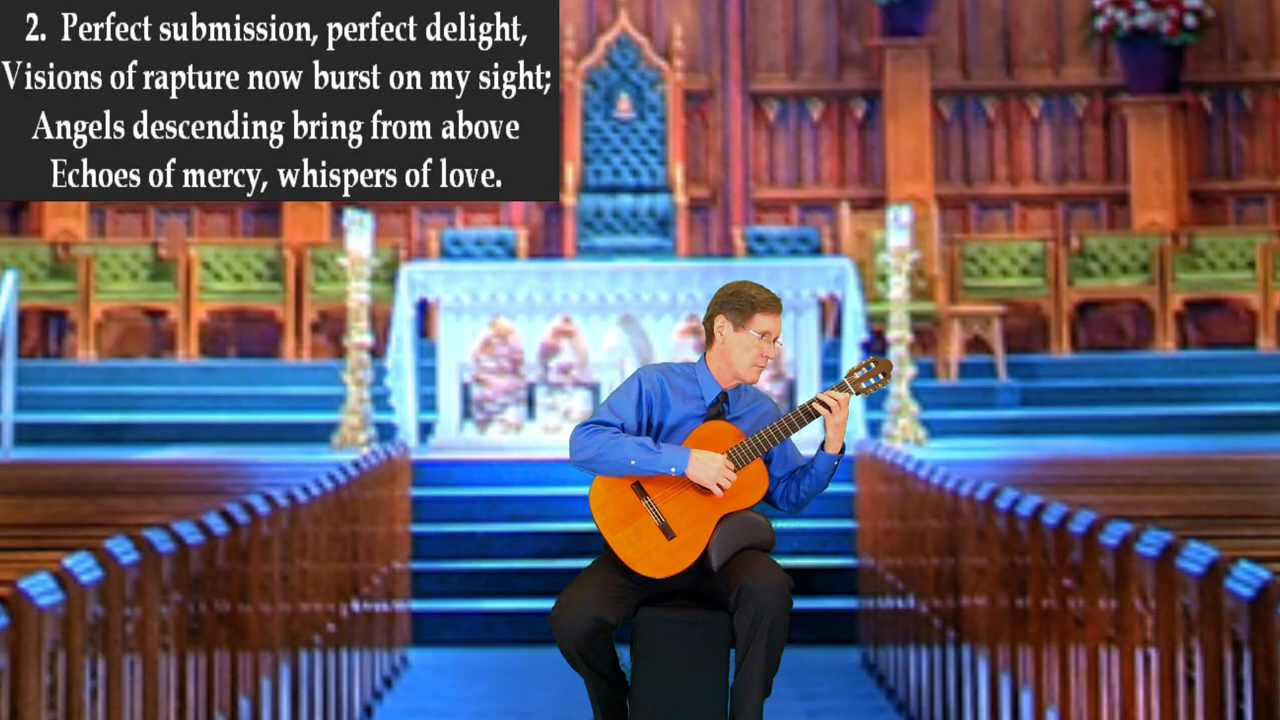 2. Perfect submission, perfect delight,
Visions of rapture now burst on my sight;
Angels descending bring from above
Echoes of mercy, whispers of love.